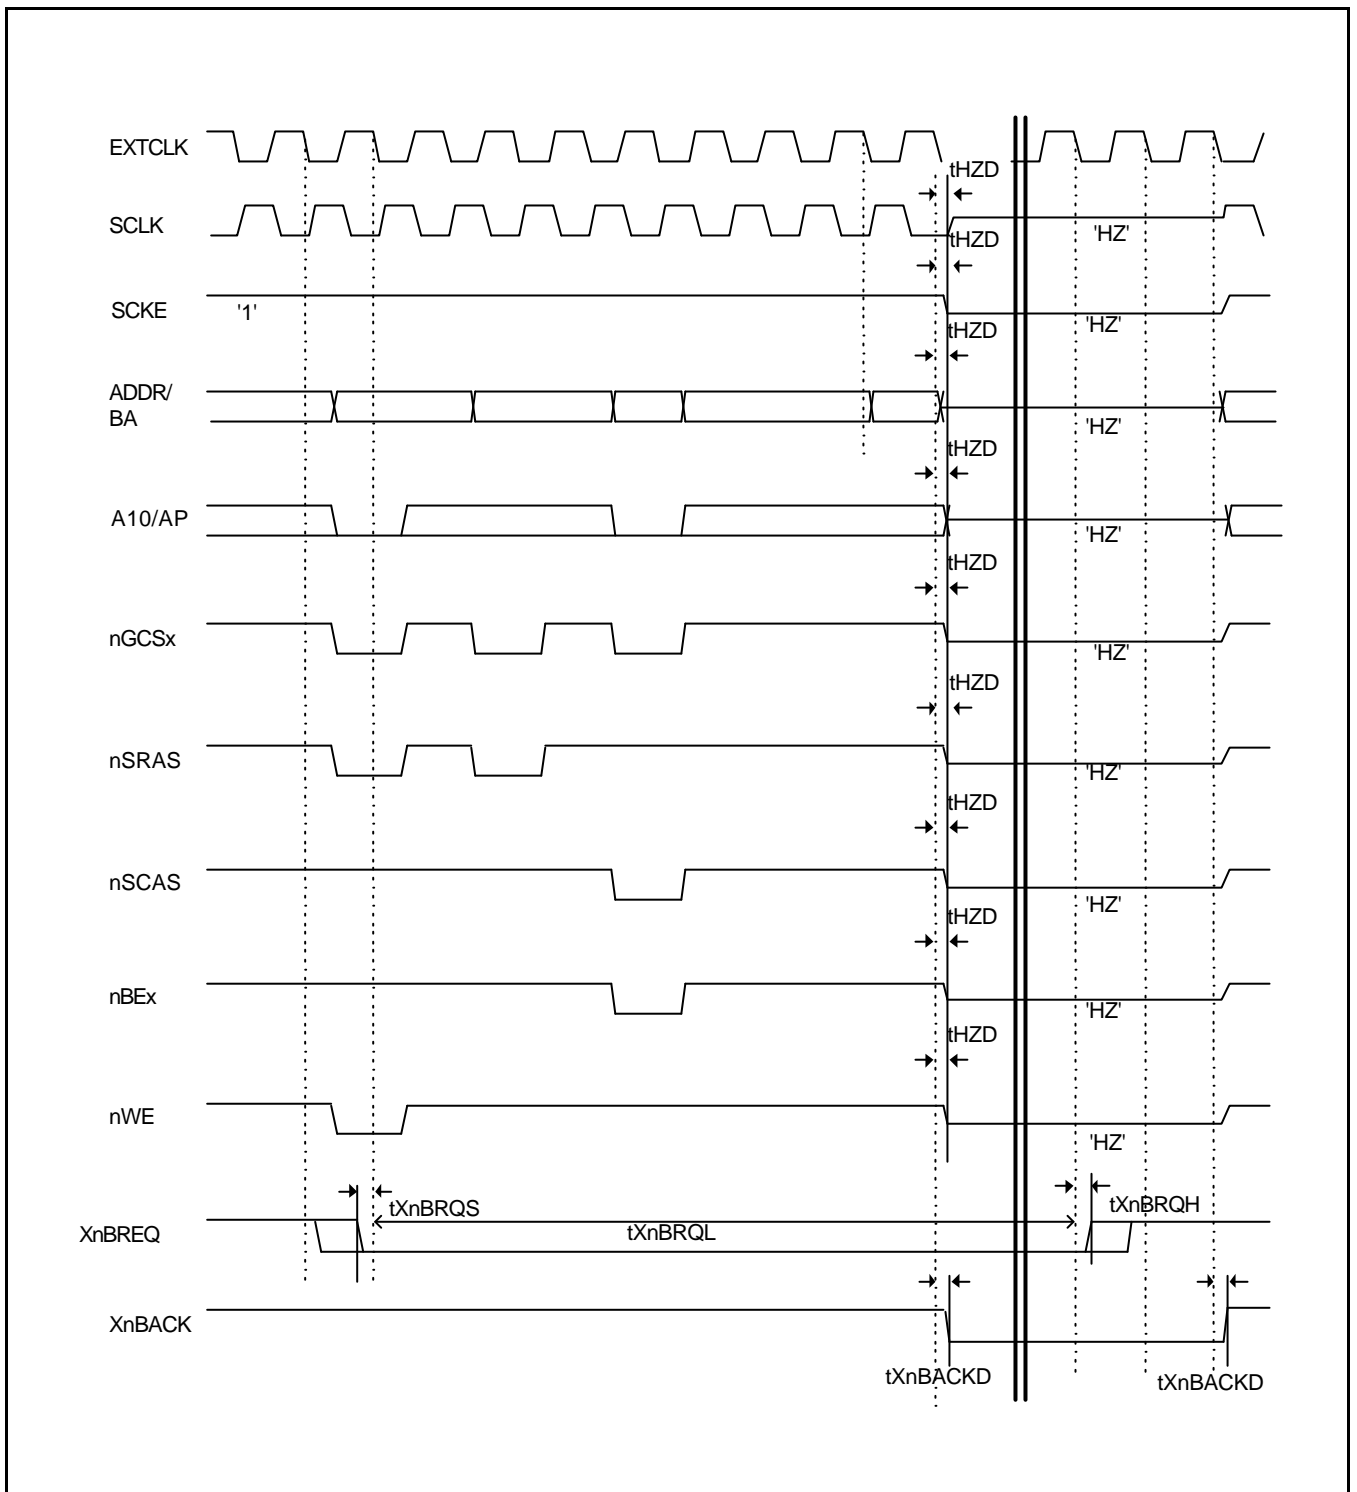 EXTCLK
tHZD
SCLK
'HZ'
tHZD
SCKE
'1'
'HZ'
tHZD
ADDR/
BA
'HZ'
tHZD
A10/AP
'HZ'
tHZD
nGCSx
'HZ'
tHZD
nSRAS
'HZ'
tHZD
nSCAS
'HZ'
tHZD
nBEx
'HZ'
tHZD
nWE
'HZ'
tXnBRQS
tXnBRQH
XnBREQ
tXnBRQL
XnBACK
tXnBACKD
tXnBACKD